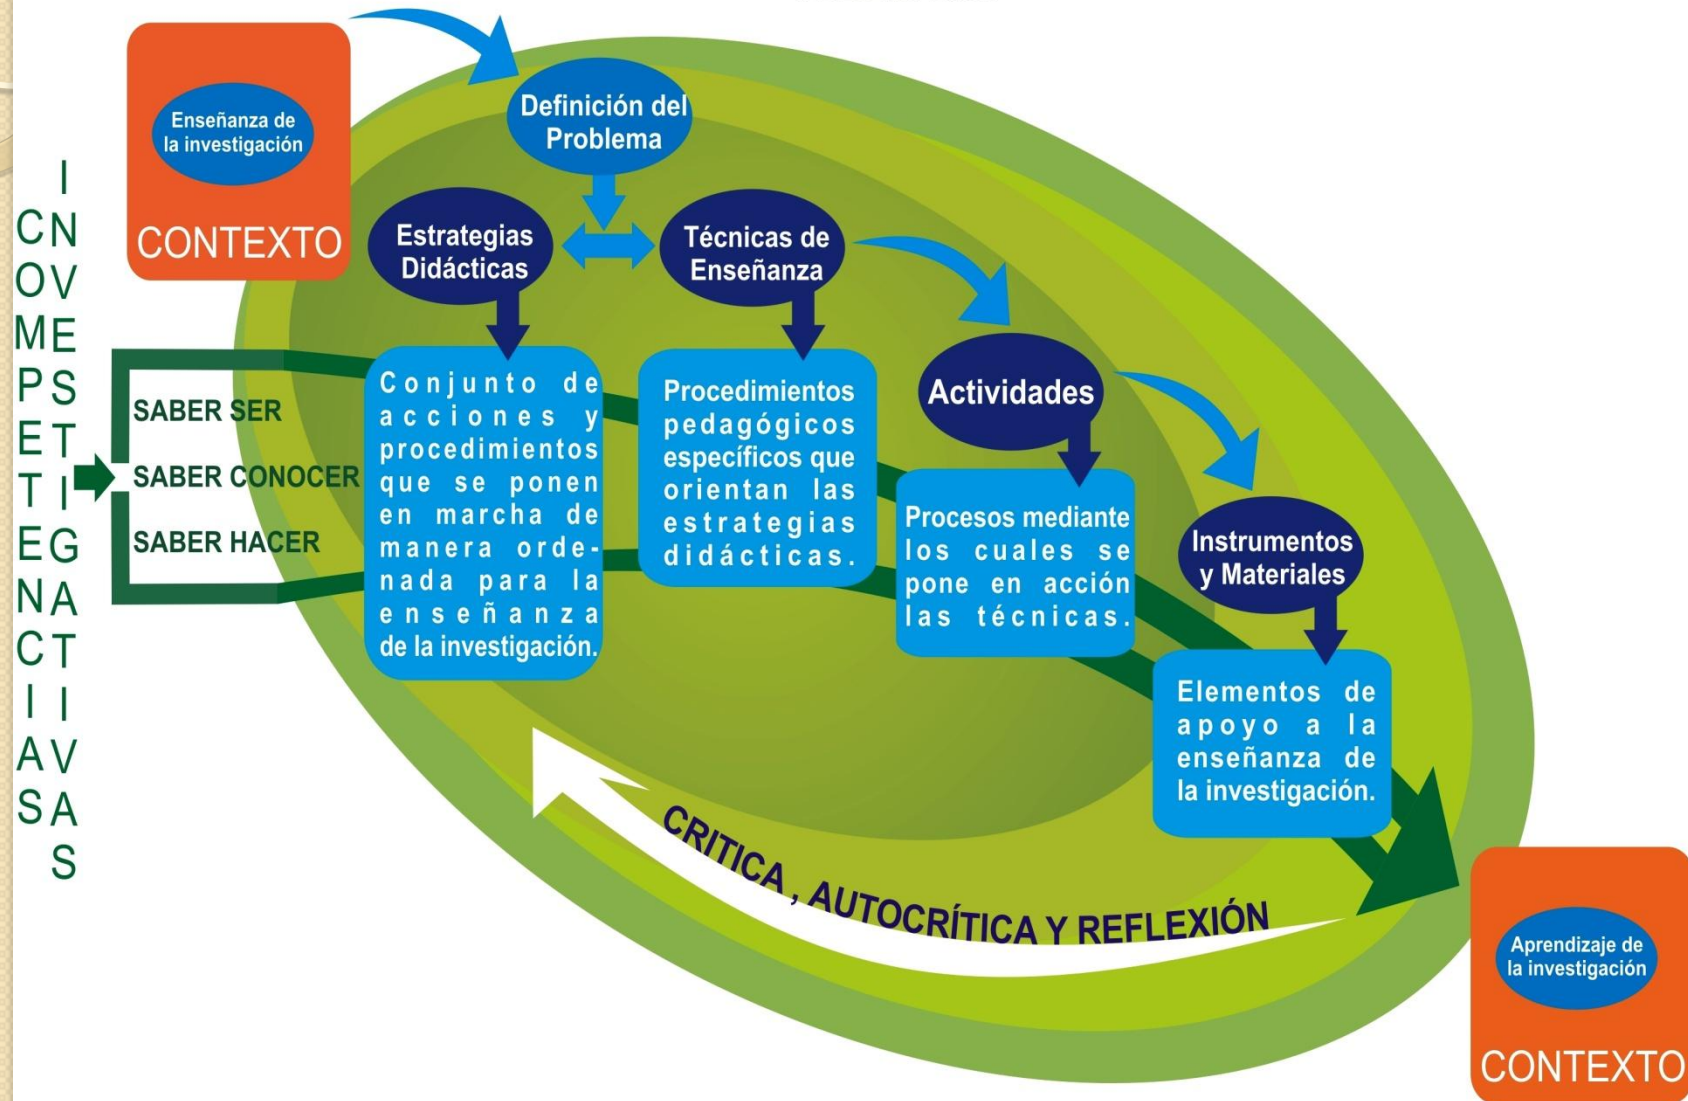 Enseñanza de
la investigación
CONTEXTO
Definición del
Problema
Estrategias
Didácticas
Técnicas de
Enseñanza
Actividades
Instrumentos
y Materiales
COMPETENCIAS
INVESTIGATIVAS
SABER SER
SABER CONOCER
SABER HACER
Conjunto de
acciones y
procedimientos
que se ponen
en marcha de
manera orde-
nada para la
enseñanza
de la investigación.
Procedimientos
pedagógicos
específicos que
orientan las
estrategias
didácticas.
Procesos mediante
los cuales se
pone en acción
las técnicas.
Elementos de
apoyo a la
enseñanza de
la investigación.
CRITICA , AUTOCRÍTICA Y REFLEXIÓN
Aprendizaje de
la investigación
CONTEXTO